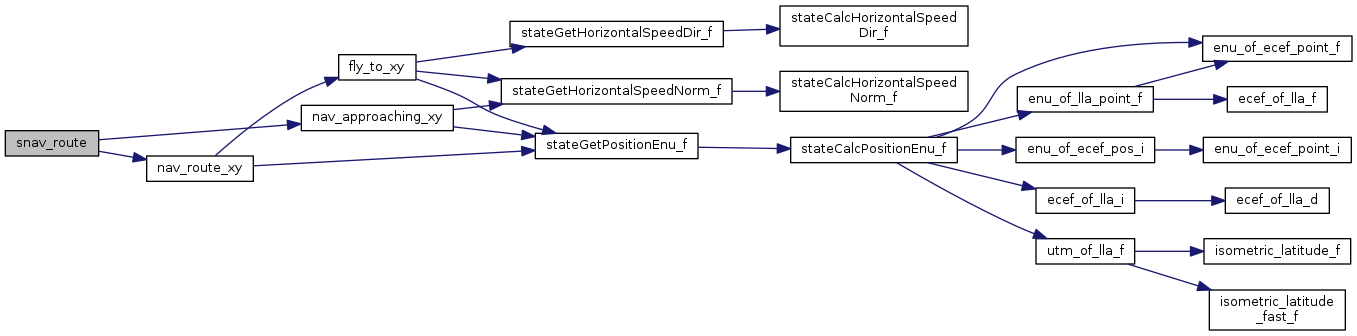 snav_route
fly_to_xy
nav_approaching_xy
nav_route_xy
stateGetHorizontalSpeedDir_f
stateGetHorizontalSpeedNorm_f
stateGetPositionEnu_f
stateCalcHorizontalSpeed
Dir_f
stateCalcHorizontalSpeed
Norm_f
stateCalcPositionEnu_f
enu_of_lla_point_f
enu_of_ecef_pos_i
ecef_of_lla_i
utm_of_lla_f
enu_of_ecef_point_f
ecef_of_lla_f
enu_of_ecef_point_i
ecef_of_lla_d
isometric_latitude_f
isometric_latitude
_fast_f